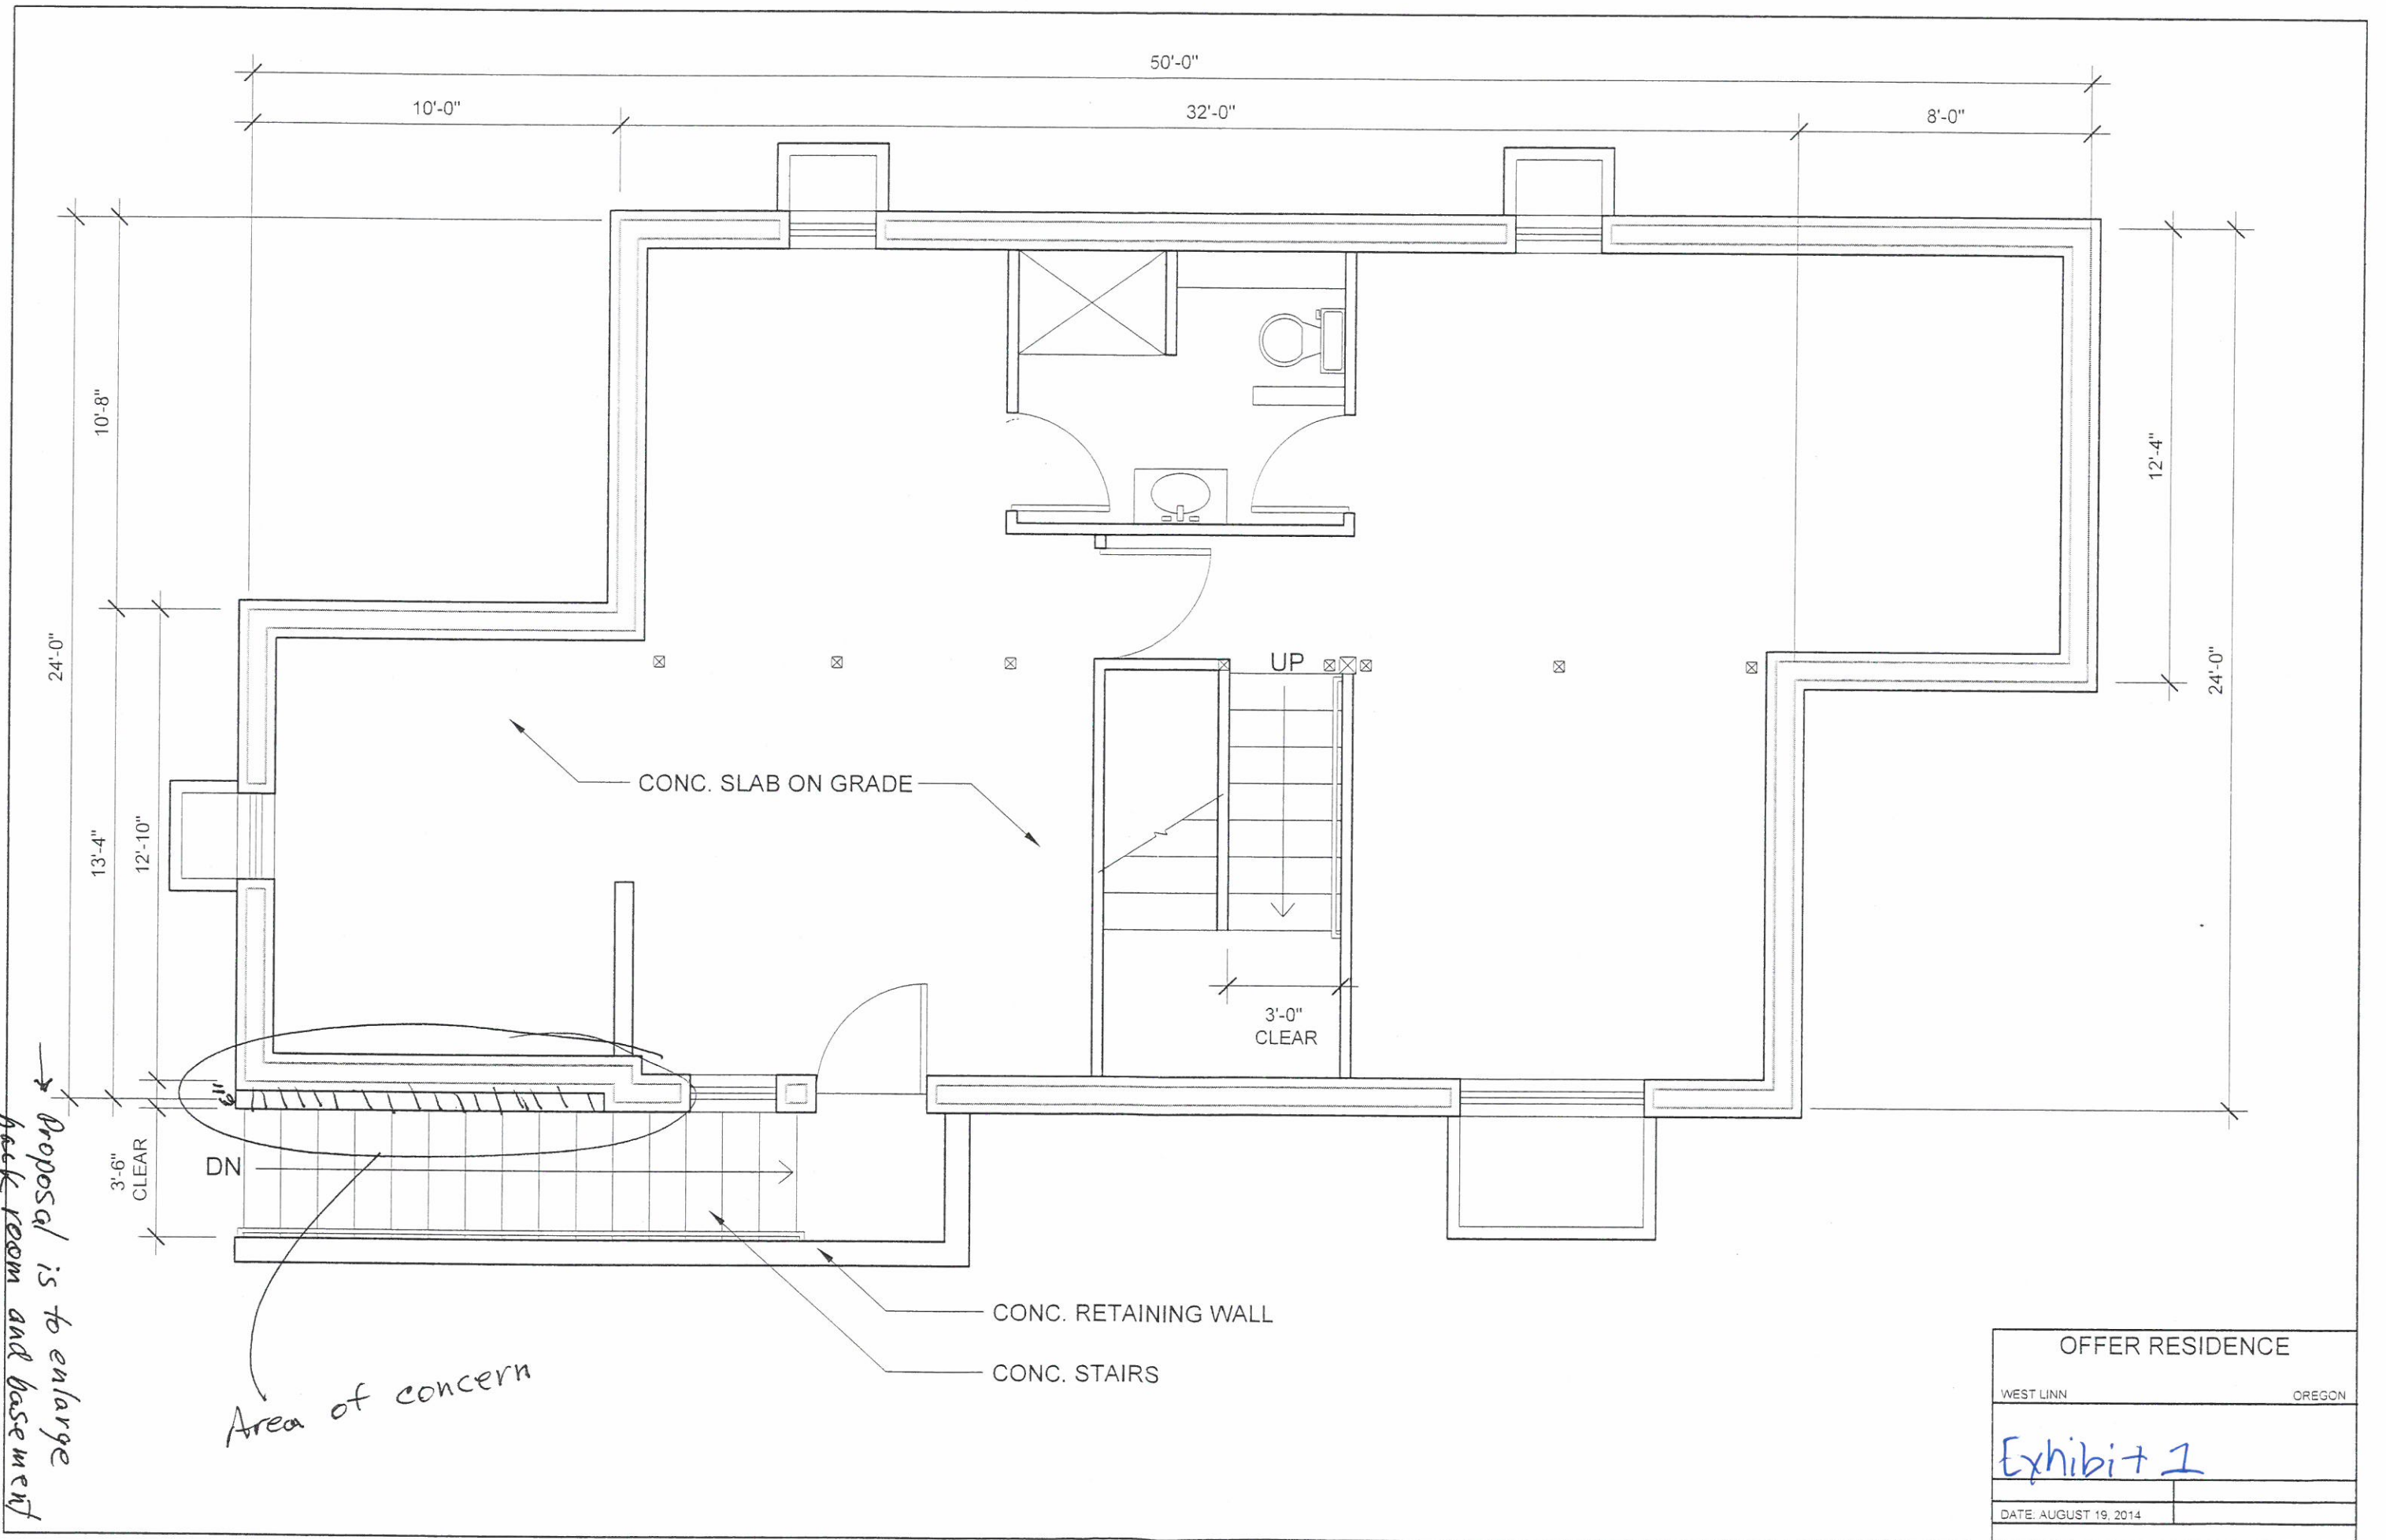 50'-0"
10'-0"
32'-0"
8'-0"
10'-8"
24'-0"
13'-4"
12'-10"
12'-4"
24'-0"
UP
CONC. SLAB ON GRADE
3'-0"
CLEAR
6"
3'-6"
CLEAR
DN
CONC. RETAINING WALL
CONC. STAIRS
Area of concern
→ Proposal is to enlarge
back room and basement
OFFER RESIDENCE
WEST LINN OREGON
Exhibit 1
DATE: AUGUST 19, 2014